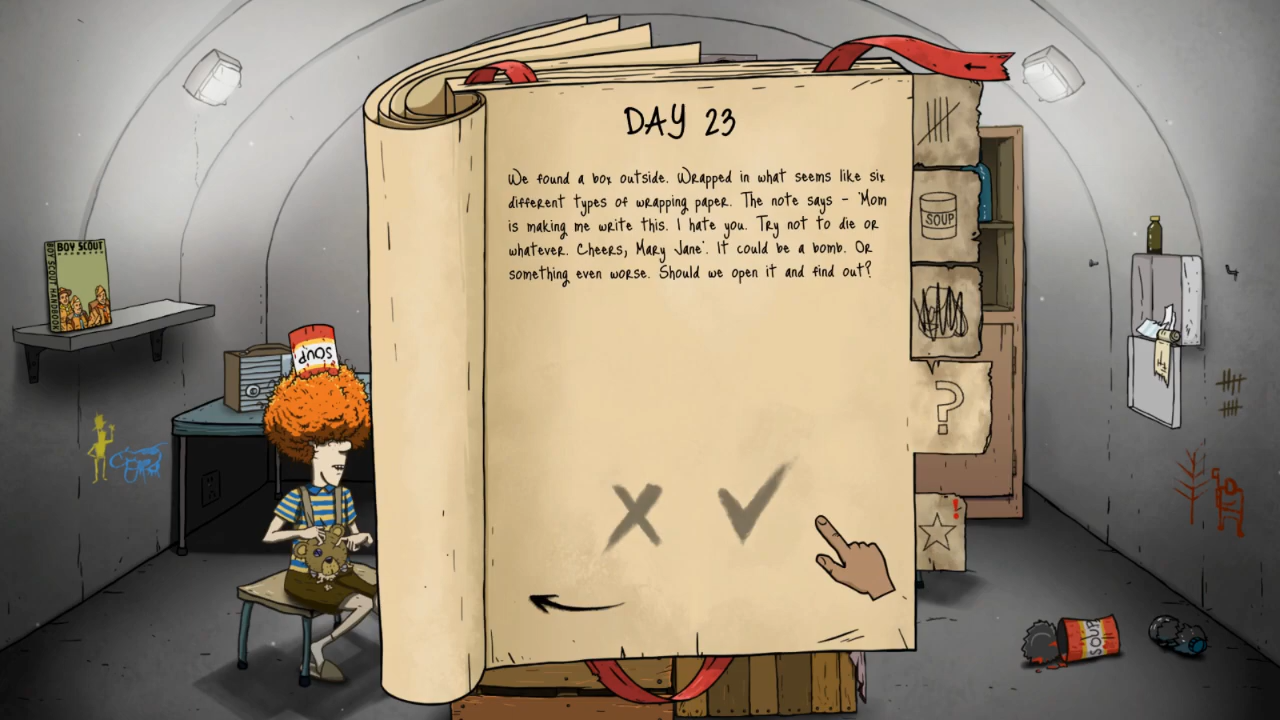 DAY 23
We found a box outside. Wrapped in what seems like six
different types of wrapping paper. The note says - 'Mom
is making me write this. I hate you. Try not to die or
whatever. Cheers, Mary Jane'. It could be a bomb. Or
something even worse. Should we open it and find out?
SOUP
?
!
BOY SCOUT
BOY SCOUT HANDBOOK
SOUP
SOUP